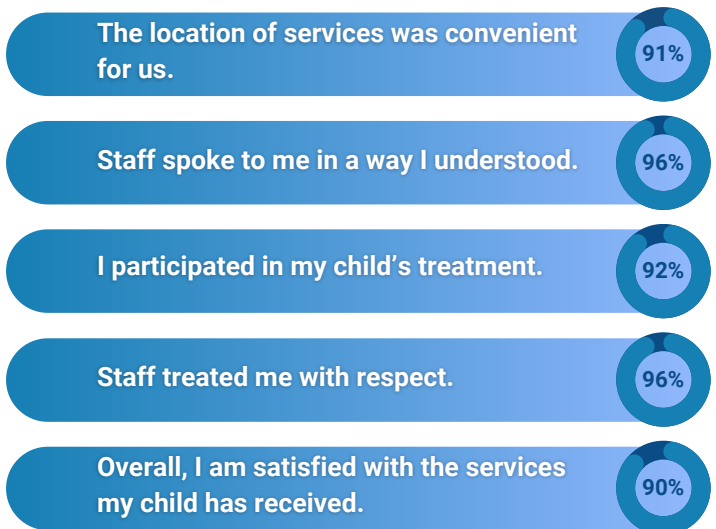 The location of services was convenient
for us.
91%
Staff spoke to me in a way I understood.
96%
I participated in my child’s treatment.
92%
Staff treated me with respect.
96%
Overall, I am satisfied with the services
my child has received.
90%